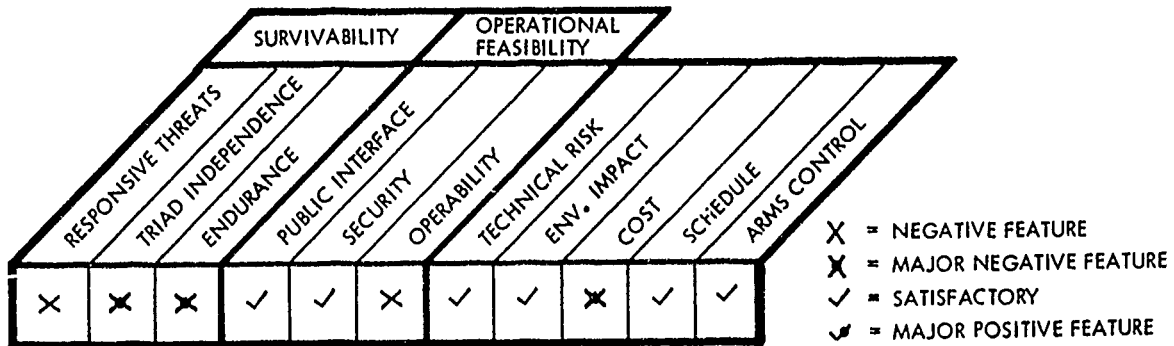 SURVIVABILITY
OPERATIONAL
FEASIBILITY
RESPONSIVE THREATS
TRIAD INDEPENDENCE
ENDURANCE
PUBLIC INTERFACE
SECURITY
OPERABILITY
TECHNICAL RISK
ENV. IMPACT
COST
SCHEDULE
ARMS CONTROL
X = NEGATIVE FEATURE
X = MAJOR NEGATIVE FEATURE
✓ = SATISFACTORY
✓ = MAJOR POSITIVE FEATURE
X X X ✓ ✓ X ✓ ✓ X ✓ ✓